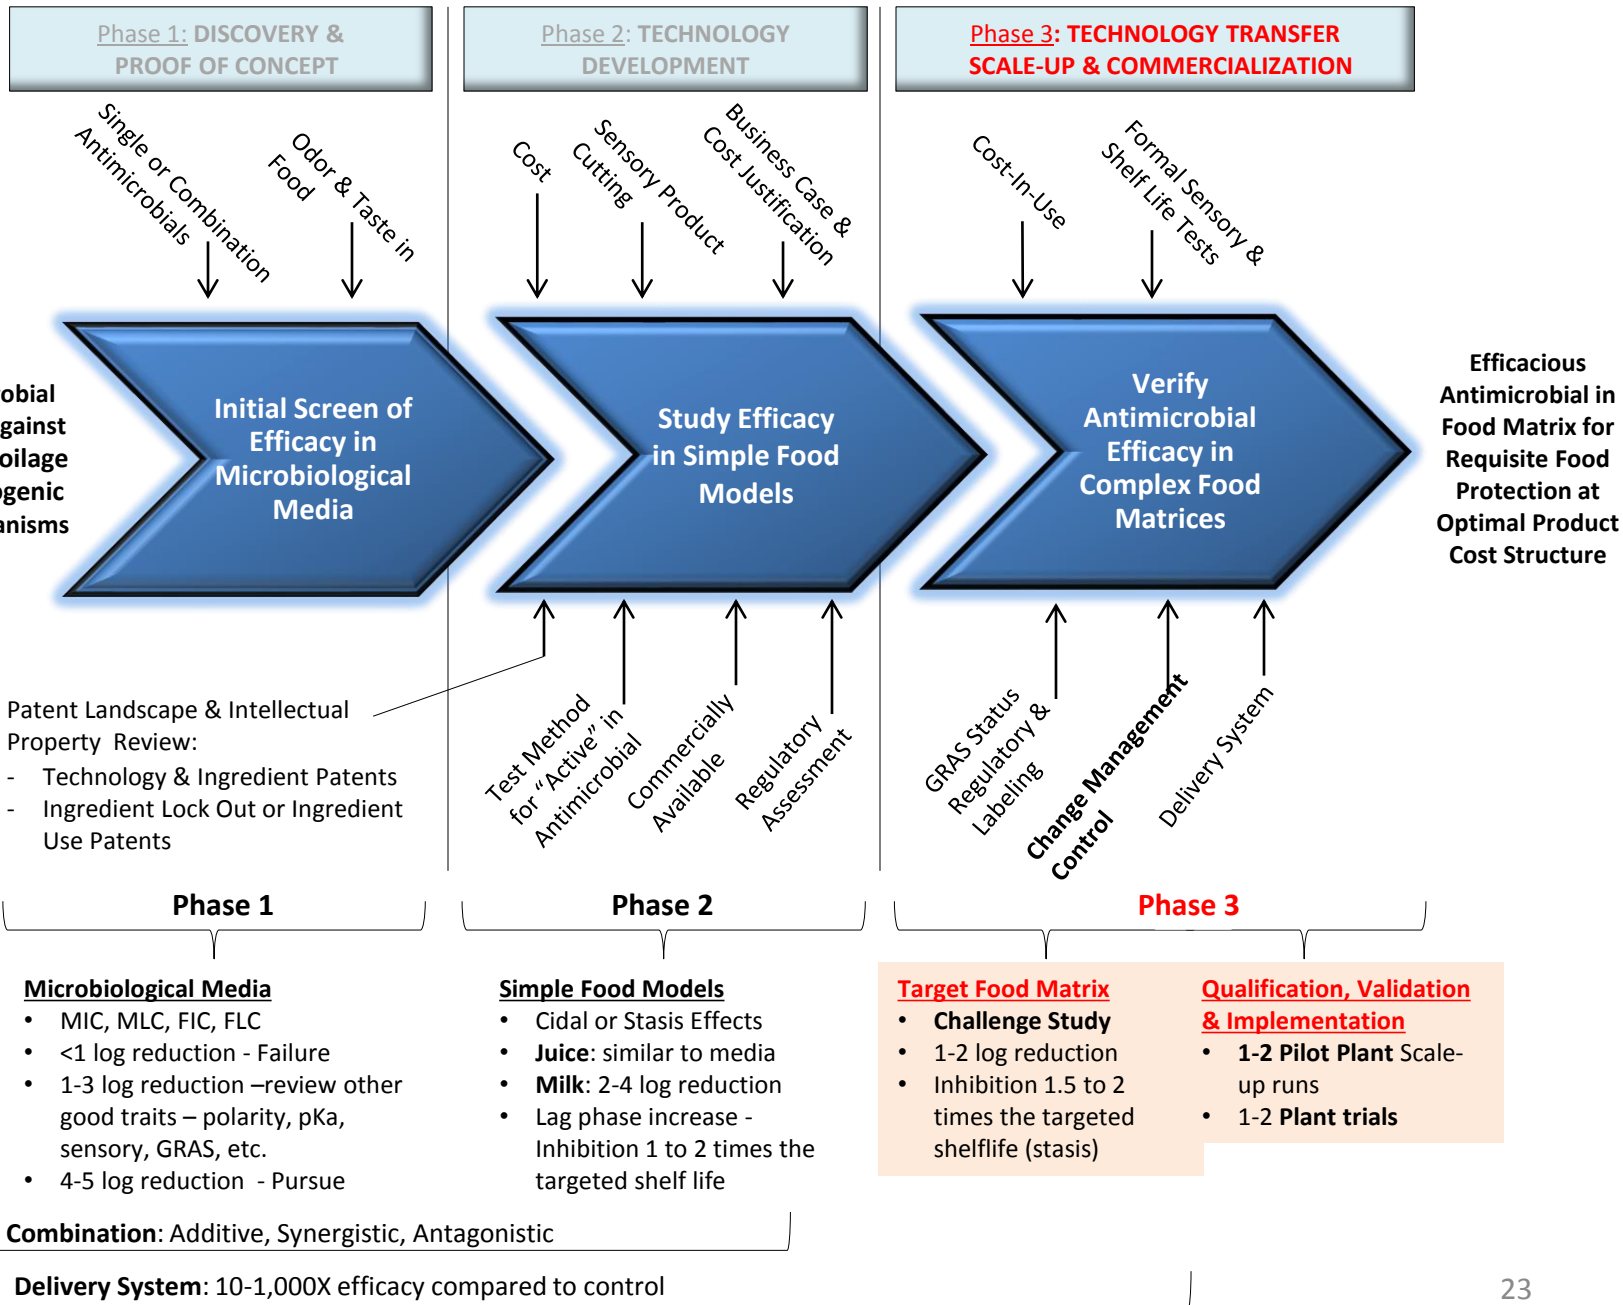 Phase 1: DISCOVERY &
PROOF OF CONCEPT
Phase 2: TECHNOLOGY
DEVELOPMENT
Phase 3: TECHNOLOGY TRANSFER
SCALE-UP & COMMERCIALIZATION
Single or Combination
Antimicrobials
Odor & Taste in
Food
Cost
Sensory Product
Cutting
Business Case &
Cost Justification
Cost-In-Use
Formal Sensory &
Shelf Life Tests
Initial Screen of
Efficacy in
Microbiological
Media
Study Efficacy
in Simple Food
Models
Verify
Antimicrobial
Efficacy in
Complex Food
Matrices
Efficacious
Antimicrobial in
Food Matrix for
Requisite Food
Protection at
Optimal Product
Cost Structure
Patent Landscape & Intellectual
Property Review:
- Technology & Ingredient Patents
- Ingredient Lock Out or Ingredient
Use Patents
Test Method
for “Active” in
Antimicrobial
Commercially
Available
Regulatory
Assessment
GRAS Status
Regulatory &
Labeling
Change Management
Control
Delivery System
Phase 1
Phase 2
Phase 3
Microbiological Media
• MIC, MLC, FIC, FLC
• <1 log reduction - Failure
• 1-3 log reduction –review other
good traits – polarity, pKa,
sensory, GRAS, etc.
• 4-5 log reduction - Pursue
Simple Food Models
• Cidal or Stasis Effects
• Juice: similar to media
• Milk: 2-4 log reduction
• Lag phase increase -
Inhibition 1 to 2 times the
targeted shelf life
Target Food Matrix
• Challenge Study
• 1-2 log reduction
• Inhibition 1.5 to 2
times the targeted
shelflife (stasis)
Qualification, Validation
& Implementation
• 1-2 Pilot Plant Scale-
up runs
• 1-2 Plant trials
Combination: Additive, Synergistic, Antagonistic
Delivery System: 10-1,000X efficacy compared to control
23